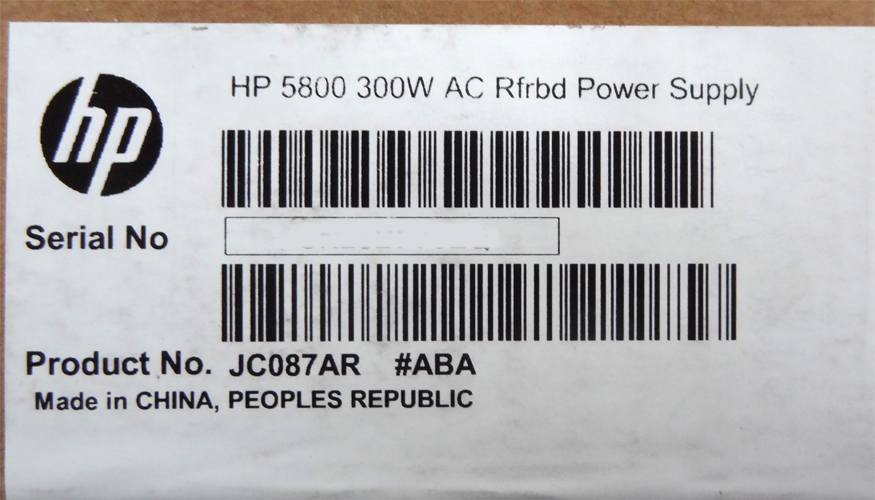 hp
HP 5800 300W AC Rfrbd Power Supply
Serial No
Product No. JC087AR #ABA
Made in CHINA, PEOPLES REPUBLIC